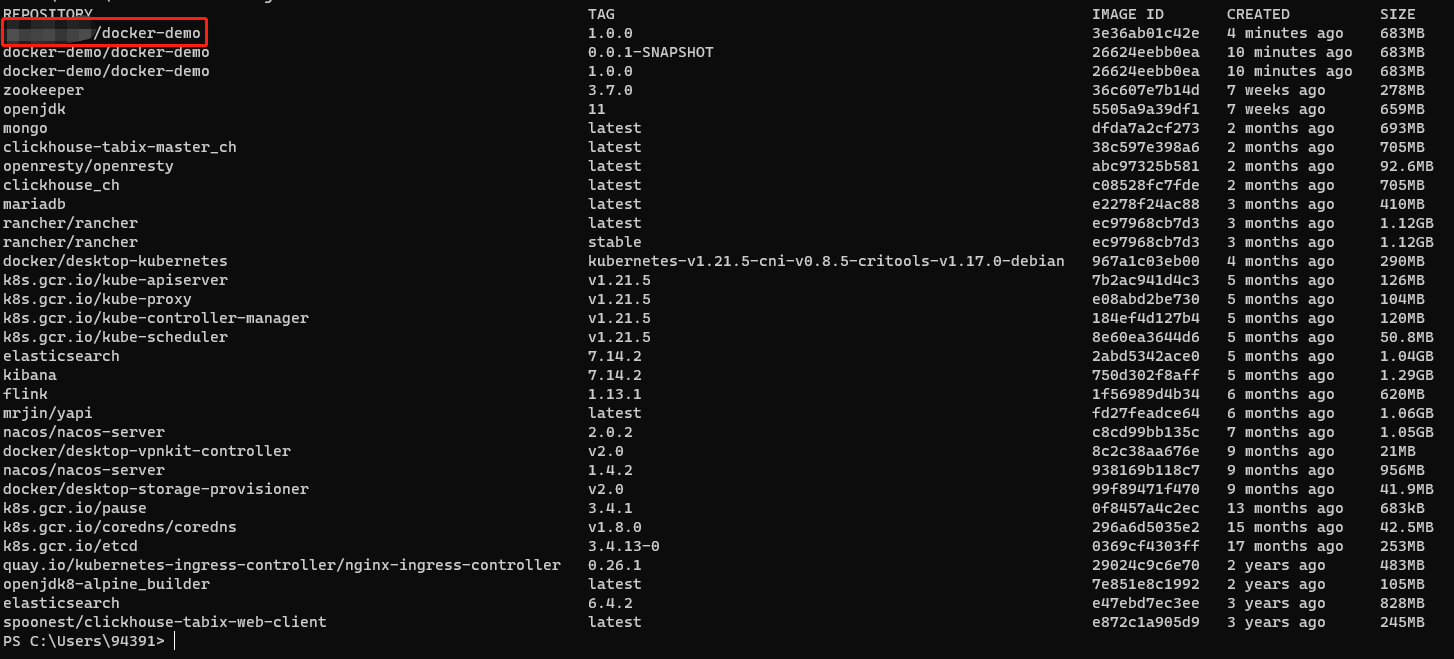 REPOSITORY TAG IMAGE ID CREATED SIZE
/docker-demo 1.0.0 3e36ab01c42e 4 minutes ago 683MB
docker-demo/docker-demo 0.0.1-SNAPSHOT 26624eebb0ea 10 minutes ago 683MB
docker-demo/docker-demo 1.0.0 26624eebb0ea 10 minutes ago 683MB
zookeeper 3.7.0 36c607e7b14d 7 weeks ago 278MB
openjdk 11 5505a9a39df1 7 weeks ago 659MB
mongo latest dfda7a2cf273 2 months ago 693MB
clickhouse-tabix-master_ch latest 38c597e398a6 2 months ago 705MB
openresty/openresty latest abc97325b581 2 months ago 92.6MB
clickhouse_ch latest c08528fc7fde 2 months ago 705MB
mariadb latest e2278f24ac88 3 months ago 410MB
rancher/rancher latest ec97968cb7d3 3 months ago 1.12GB
rancher/rancher stable ec97968cb7d3 3 months ago 1.12GB
docker/desktop-kubernetes kubernetes-v1.21.5-cni-v0.8.5-critools-v1.17.0-debian 967a1c03eb00 4 months ago 290MB
k8s.gcr.io/kube-apiserver v1.21.5 7b2ac941d4c3 5 months ago 126MB
k8s.gcr.io/kube-proxy v1.21.5 e08abd2be730 5 months ago 104MB
k8s.gcr.io/kube-controller-manager v1.21.5 184ef4d127b4 5 months ago 120MB
k8s.gcr.io/kube-scheduler v1.21.5 8e60ea3644d6 5 months ago 50.8MB
elasticsearch 7.14.2 2abd5342ace0 5 months ago 1.04GB
kibana 7.14.2 750d302f8aff 5 months ago 1.29GB
flink 1.13.1 1f56989d4b34 6 months ago 620MB
mrjin/yapi latest fd27feadce64 6 months ago 1.06GB
nacos/nacos-server 2.0.2 c8cd99bb135c 7 months ago 1.05GB
docker/desktop-vpnkit-controller v2.0 8c2c38aa676e 9 months ago 21MB
nacos/nacos-server 1.4.2 938169b118c7 9 months ago 956MB
docker/desktop-storage-provisioner v2.0 99f89471f470 9 months ago 41.9MB
k8s.gcr.io/pause 3.4.1 0f8457a4c2ec 13 months ago 683kB
k8s.gcr.io/coredns/coredns v1.8.0 296a6d5035e2 15 months ago 42.5MB
k8s.gcr.io/etcd 3.4.13-0 0369cf4303ff 17 months ago 253MB
quay.io/kubernetes-ingress-controller/nginx-ingress-controller 0.26.1 29024c9c6e70 2 years ago 483MB
openjdk8-alpine_builder latest 7e851e8c1992 2 years ago 105MB
elasticsearch 6.4.2 e47ebd7ec3ee 3 years ago 828MB
spoonest/clickhouse-tabix-web-client latest e872c1a905d9 3 years ago 245MB
PS C:\Users\94391>